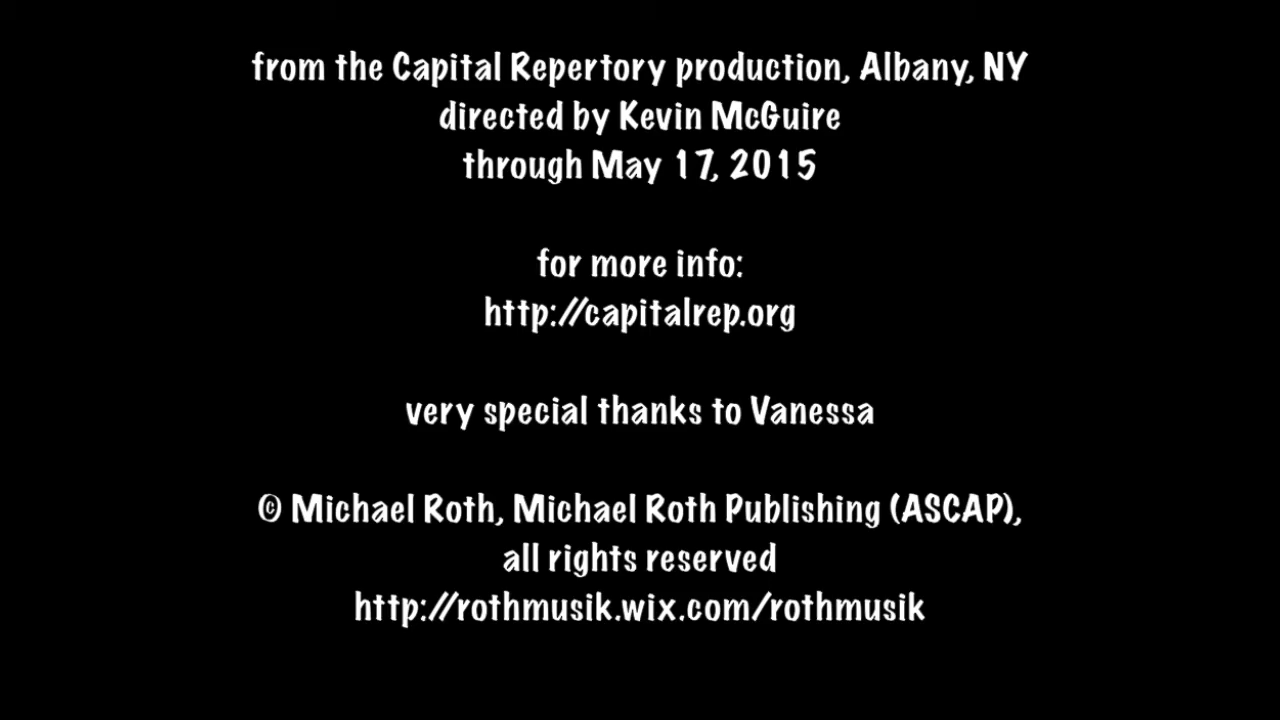 from the Capital Repertory production, Albany, NY
directed by Kevin McGuire
through May 17, 2015
for more info:
http://capitalrep.org
very special thanks to Vanessa
© Michael Roth, Michael Roth Publishing (ASCAP),
all rights reserved
http://rothmusik.wix.com/rothmusik